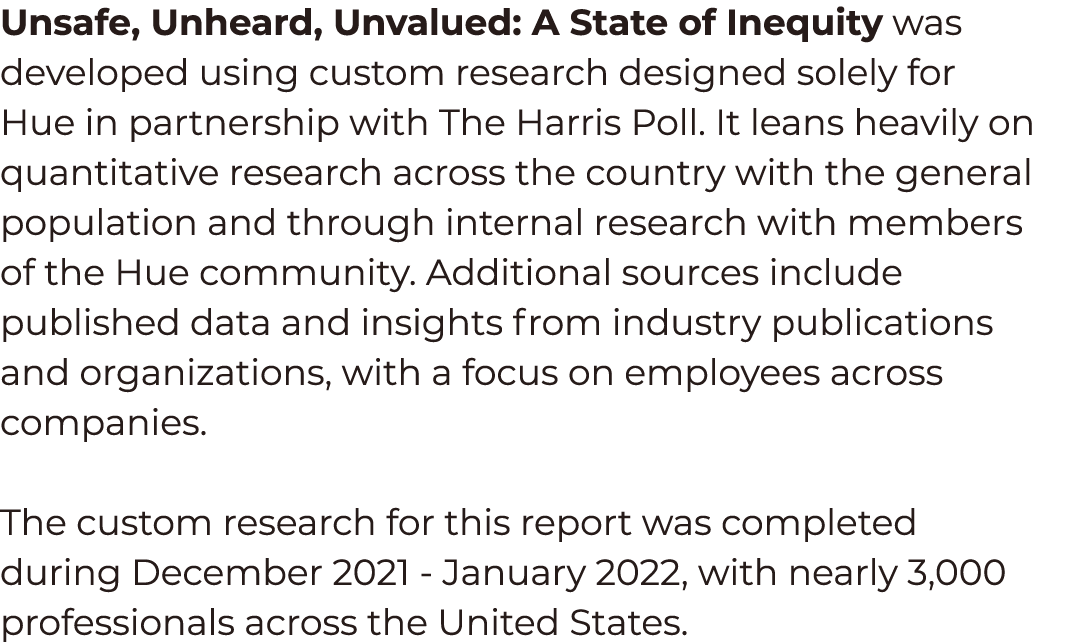 Unsafe, Unheard, Unvalued: A State of Inequity was
developed using custom research designed solely for
Hue in partnership with The Harris Poll. It leans heavily on
quantitative research across the country with the general
population and through internal research with members
of the Hue community. Additional sources include
published data and insights from industry publications
and organizations, with a focus on employees across
companies.
The custom research for this report was completed
during December 2021 - January 2022, with nearly 3,000
professionals across the United States.